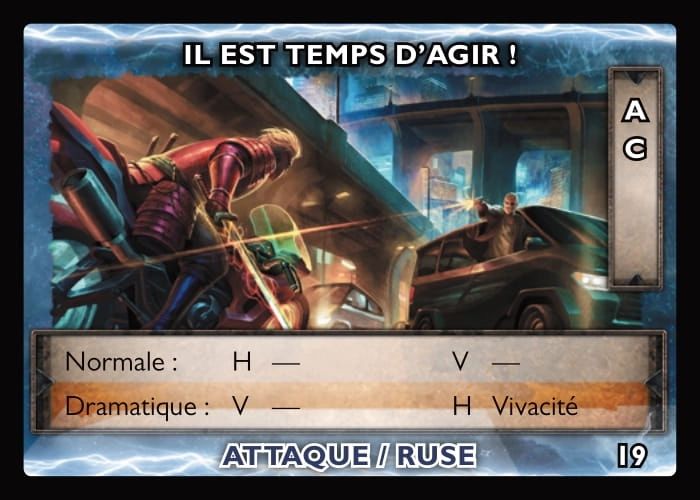 IL EST TEMPS D’AGIR !
A
C
Normale : H — V —
Dramatique : V — H Vivacité
ATTAQUE / RUSE 19